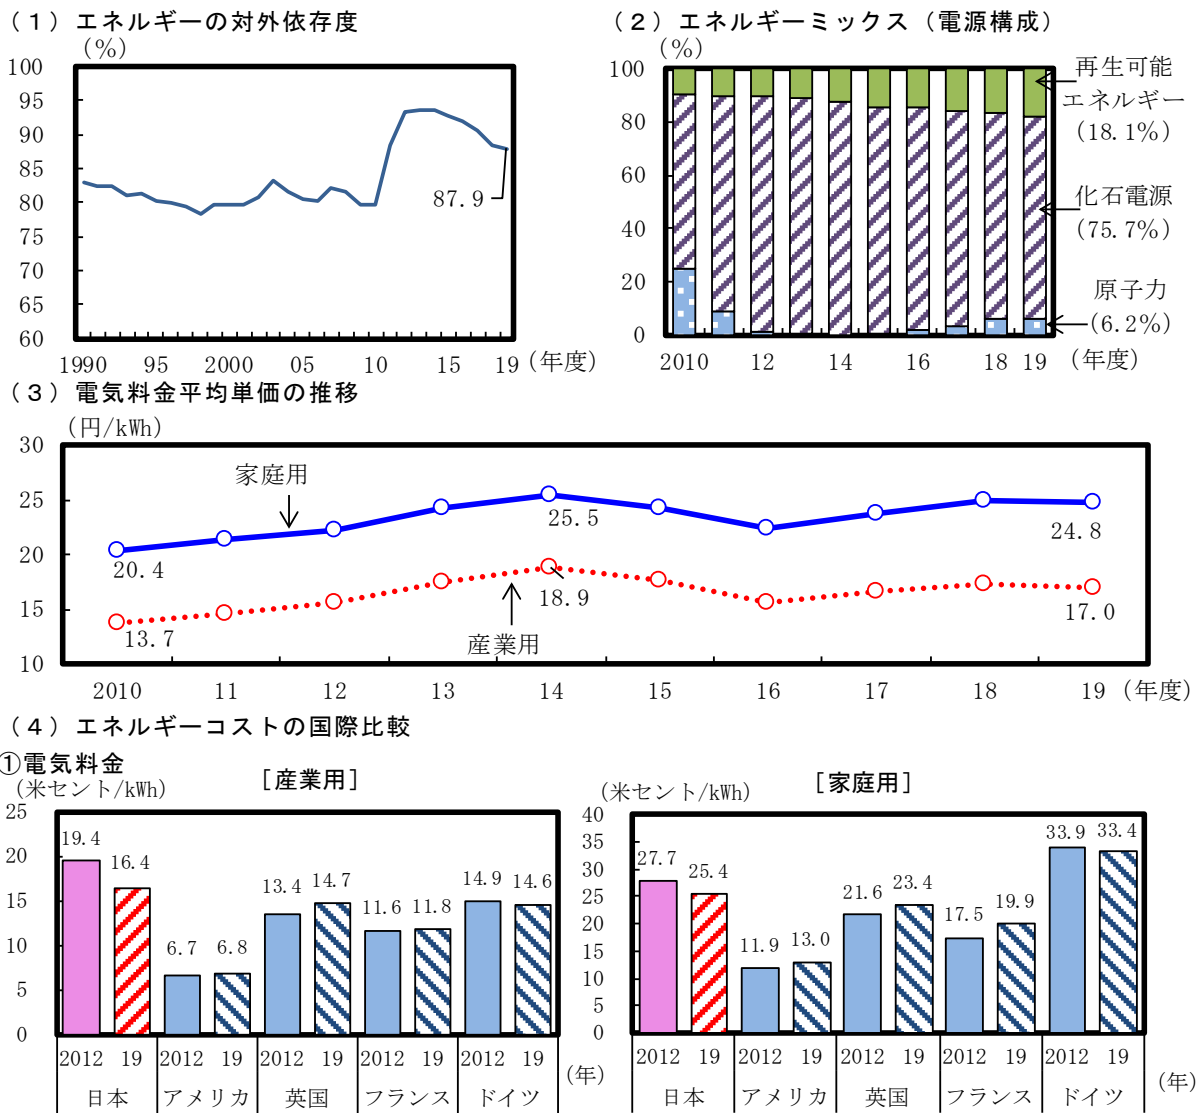 （１）エネルギーの対外依存度
(%)
100
95
90
85
80
75
70
65
60
87.9
1990 95 2000 05 10 15 19 (年度)
（２）エネルギーミックス（電源構成）
(%)
100
80
60
40
20
0
再生可能
エネルギー
(18.1%)
化石電源
(75.7%)
原子力
(6.2%)
2010 12 14 16 18 19 (年度)
（３）電気料金平均単価の推移
(円/kWh)
30
25
20
15
10
家庭用
20.4
25.5
24.8
13.7
18.9
17.0
産業用
2010 11 12 13 14 15 16 17 18 19 (年度)
（４）エネルギーコストの国際比較
①電気料金
(米セント/kWh)
［産業用］
25
20
15
10
5
0
19.4 16.4 6.7 6.8 13.4 14.7 11.6 11.8 14.9 14.6
2012 19 2012 19 2012 19 2012 19 2012 19
(年)
日本 アメリカ 英国 フランス ドイツ
(米セント/kWh)
［家庭用］
40
35
30
25
20
15
10
5
0
27.7 25.4 11.9 13.0 21.6 23.4 17.5 19.9 33.9 33.4
2012 19 2012 19 2012 19 2012 19 2012 19
(年)
日本 アメリカ 英国 フランス ドイツ